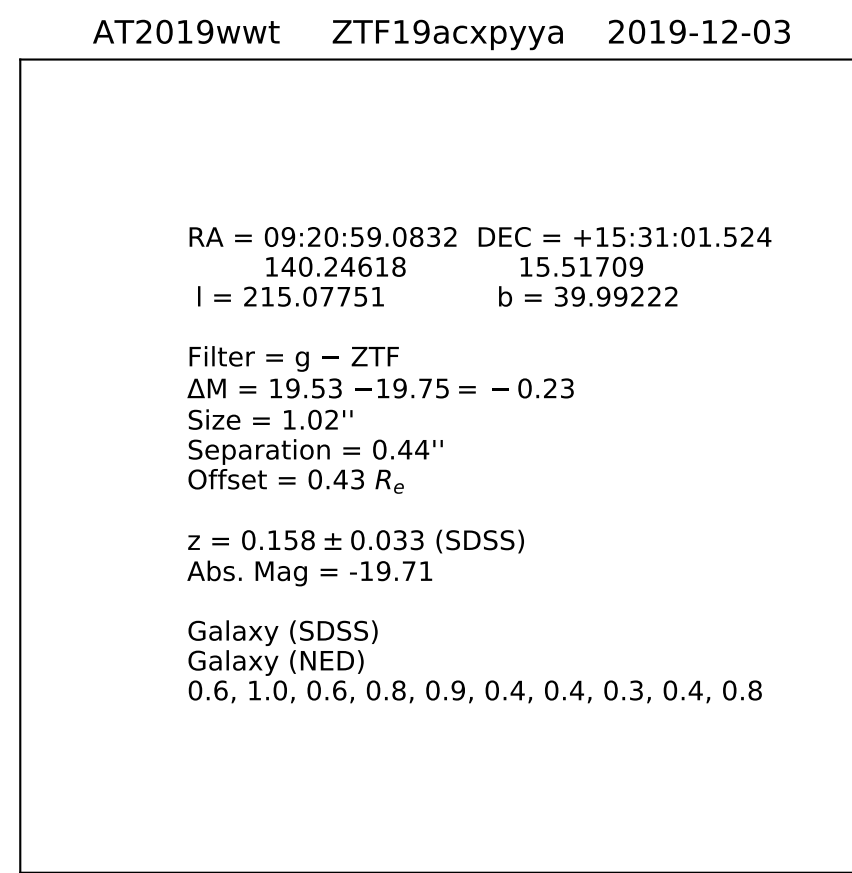 AT2019wwt ZTF19acxpyya 2019-12-03
RA = 09:20:59.0832 DEC = +15:31:01.524
140.24618 15.51709
l = 215.07751 b = 39.99222
Filter = g − ZTF
ΔM = 19.53 −19.75 = −0.23
Size = 1.02''
Separation = 0.44''
Offset = 0.43 Re
z = 0.158 ± 0.033 (SDSS)
Abs. Mag = -19.71
Galaxy (SDSS)
Galaxy (NED)
0.6, 1.0, 0.6, 0.8, 0.9, 0.4, 0.4, 0.3, 0.4, 0.8